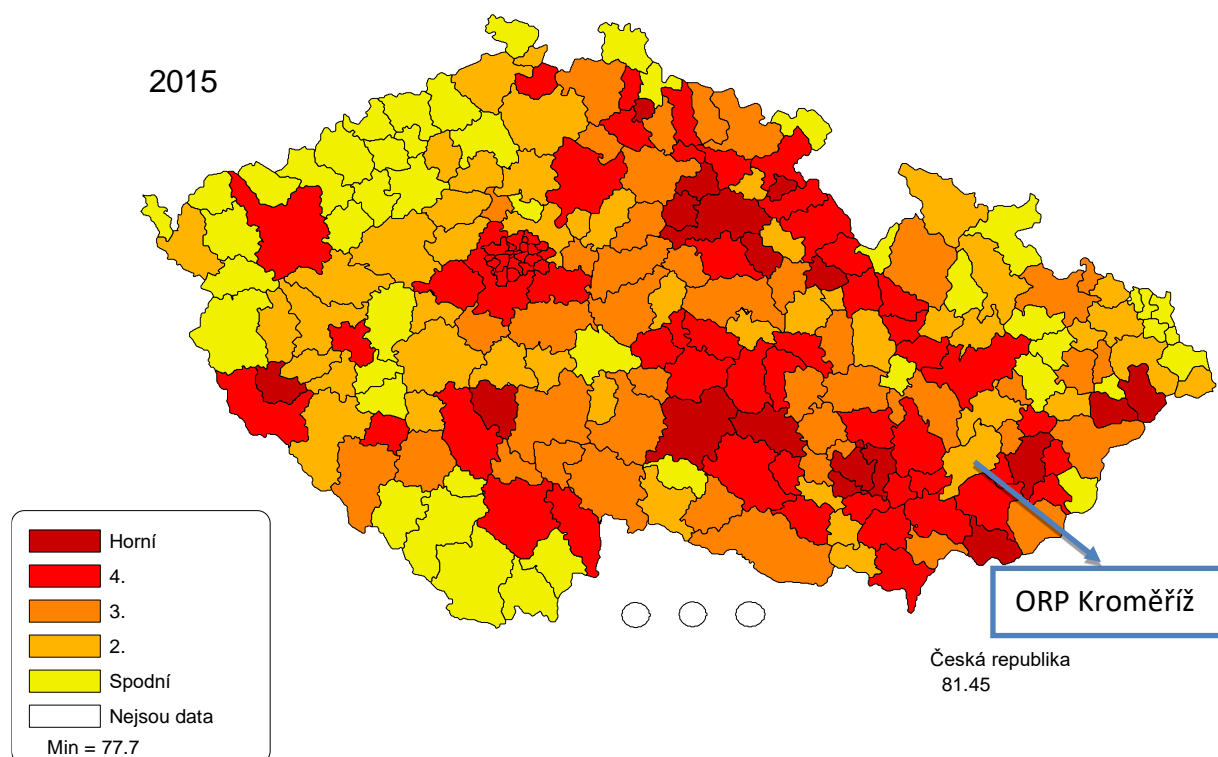 2015
Horní
4.
3.
2.
Spodní
Nejsou data
Min = 77.7
ORP Kroměříž
Česká republika
81.45